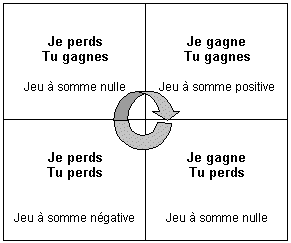 Je perds
Tu gagnes
Jeu à somme nulle
Je gagne
Tu gagnes
Jeu à somme positive
Je perds
Tu perds
Jeu à somme négative
Je gagne
Tu perds
Jeu à somme nulle